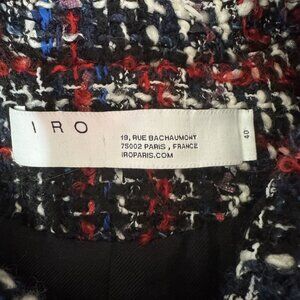 IRO
19, RUE BACHAUMONT
75002 PARIS , FRANCE
IROPARIS.COM
40